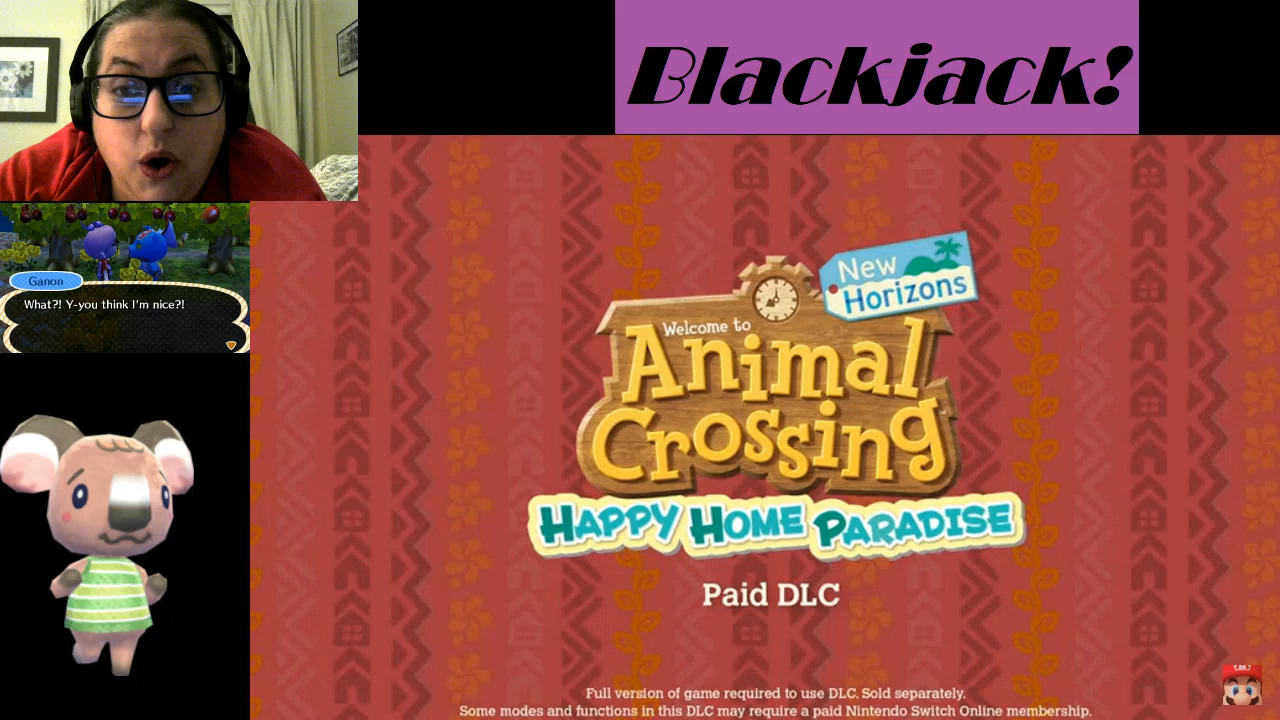 Blackjack!
Ganon
What?! Y-you think I'm nice?!
New
Horizons
Welcome to
Animal
Crossing
HAPPY HOME PARADISE
Paid DLC
Full version of game required to use DLC. Sold separately.
Some modes and functions in this DLC may require a paid Nintendo Switch Online membership.